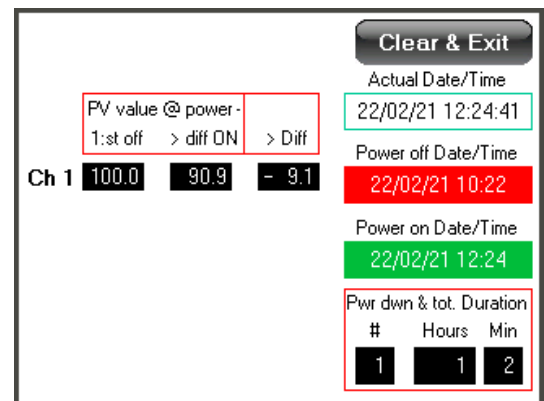 Clear & Exit
Actual Date/Time
22/02/21 12:24:41
PV value @ power -
1:st off > diff ON > Diff
Ch 1 100.0 90.9 - 9.1
Power off Date/Time
22/02/21 10:22
Power on Date/Time
22/02/21 12:24
Pwr dwn & tot. Duration
# Hours Min
1 1 2